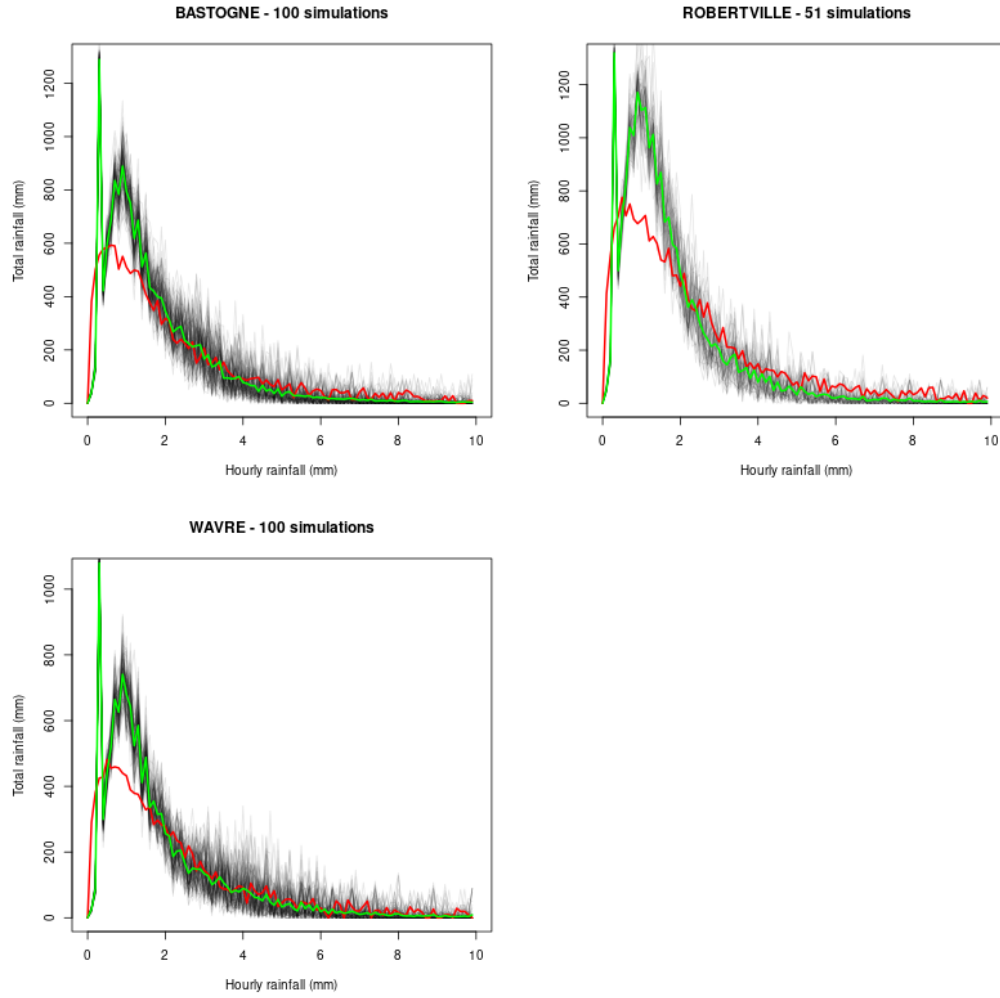 BASTOGNE - 100 simulations
Total rainfall (mm)
1200
1000
800
600
400
200
0
0 2 4 6 8 10
Hourly rainfall (mm)
ROBERTVILLE - 51 simulations
Total rainfall (mm)
1200
1000
800
600
400
200
0
0 2 4 6 8 10
Hourly rainfall (mm)
WAVRE - 100 simulations
Total rainfall (mm)
1000
800
600
400
200
0
0 2 4 6 8 10
Hourly rainfall (mm)